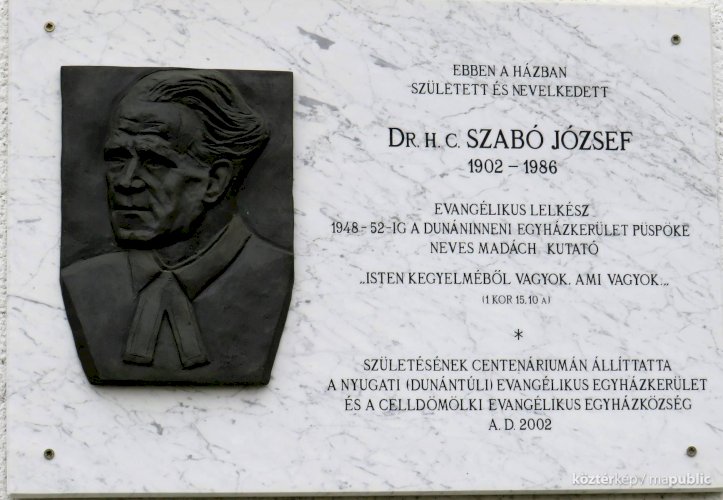 EBBEN A HÁZBAN
SZÜLETETT ÉS NEVELKEDETT
DR. H. C. SZABÓ JÓZSEF
1902 – 1986
EVANGÉLIKUS LELKÉSZ
1948-52-IG A DUNÁNINNENI EGYHÁZKERÜLET PÜSPÖKE
NEVES MADÁCH KUTATÓ
„ISTEN KEGYELMÉBŐL VAGYOK, AMI VAGYOK..."
(1 KOR 15,10 A)
*
SZÜLETÉSÉNEK CENTENÁRIUMÁN ÁLLÍTTATTA
A NYUGATI (DUNÁNTÚLI) EVANGÉLIKUS EGYHÁZKERÜLET
ÉS A CELLDÖMÖLKI EVANGÉLIKUS EGYHÁZKÖZSÉG
A. D. 2002
köztérkép / mapublic